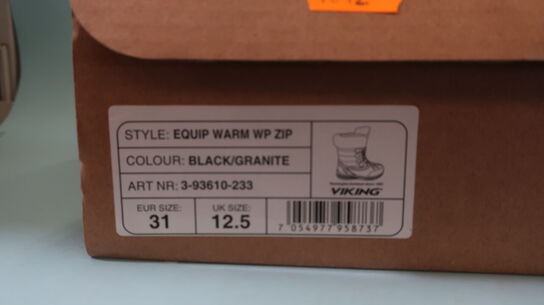 STYLE: EQUIP WARM WP ZIP
COLOUR: BLACK/GRANITE
ART NR: 3-93610-233
EUR SIZE: UK SIZE:
31 12.5
VIKING
7 054977 958737